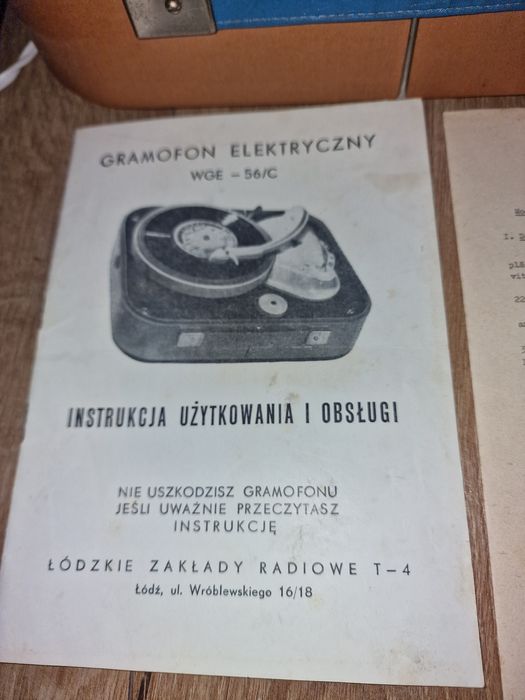 GRAMOFON ELEKTRYCZNY
WGE - 56/C
INSTRUKCJA UŻYTKOWANIA I OBSŁUGI
NIE USZKODZISZ GRAMOFONU
JEŚLI UWAŻNIE PRZECZYTASZ
INSTRUKCJĘ
ŁÓDZKIE ZAKŁADY RADIOWE T-4
Łódź, ul. Wróblewskiego 16/18
I.
22